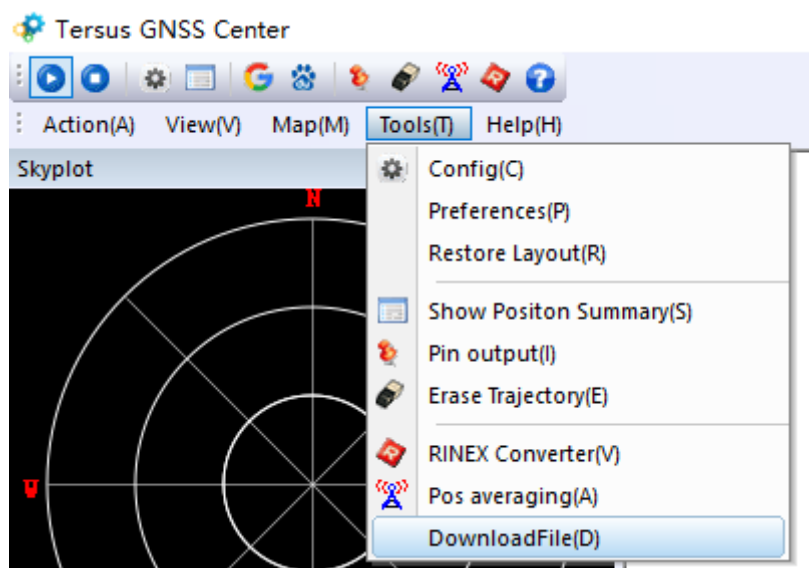 Tersus GNSS Center
Action(A) View(V) Map(M) Tools(T) Help(H)
Skyplot
N
W
Config(C)
Preferences(P)
Restore Layout(R)
Show Positon Summary(S)
Pin output(I)
Erase Trajectory(E)
RINEX Converter(V)
Pos averaging(A)
DownloadFile(D)